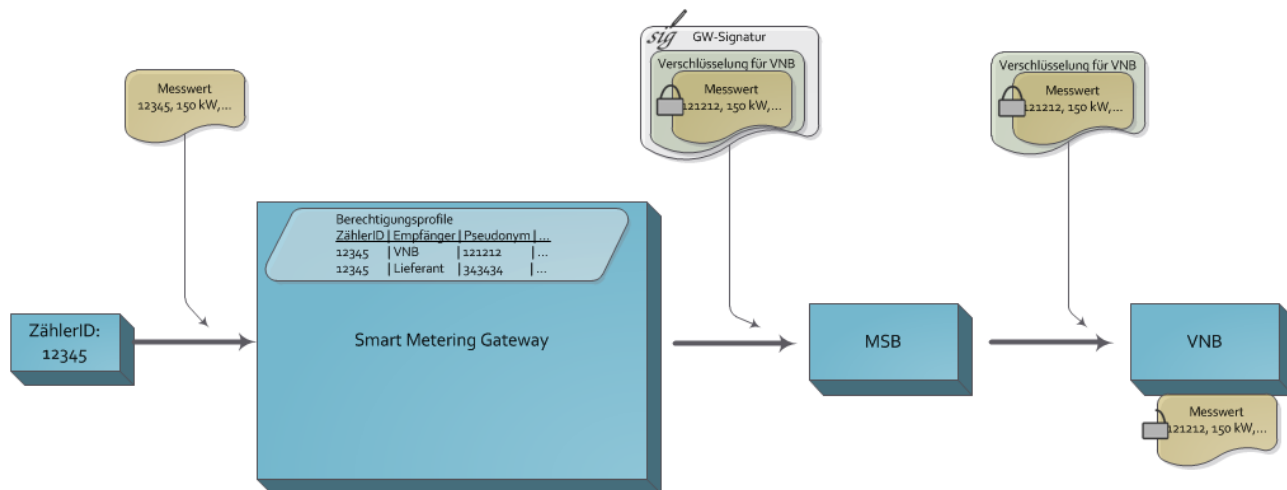 sig
GW-Signatur
Verschlüsselung für VNB
Messwert
121212, 150 kW,...
Verschlüsselung für VNB
Messwert
121212, 150 kW,...
Messwert
12345, 150 kW,...
Berechtigungsprofile
ZählerID | Empfänger | Pseudonym | ...
12345 | VNB | 121212 | ...
12345 | Lieferant | 343434 | ...
ZählerID:
12345
Smart Metering Gateway
MSB
VNB
Messwert
121212, 150 kW,...